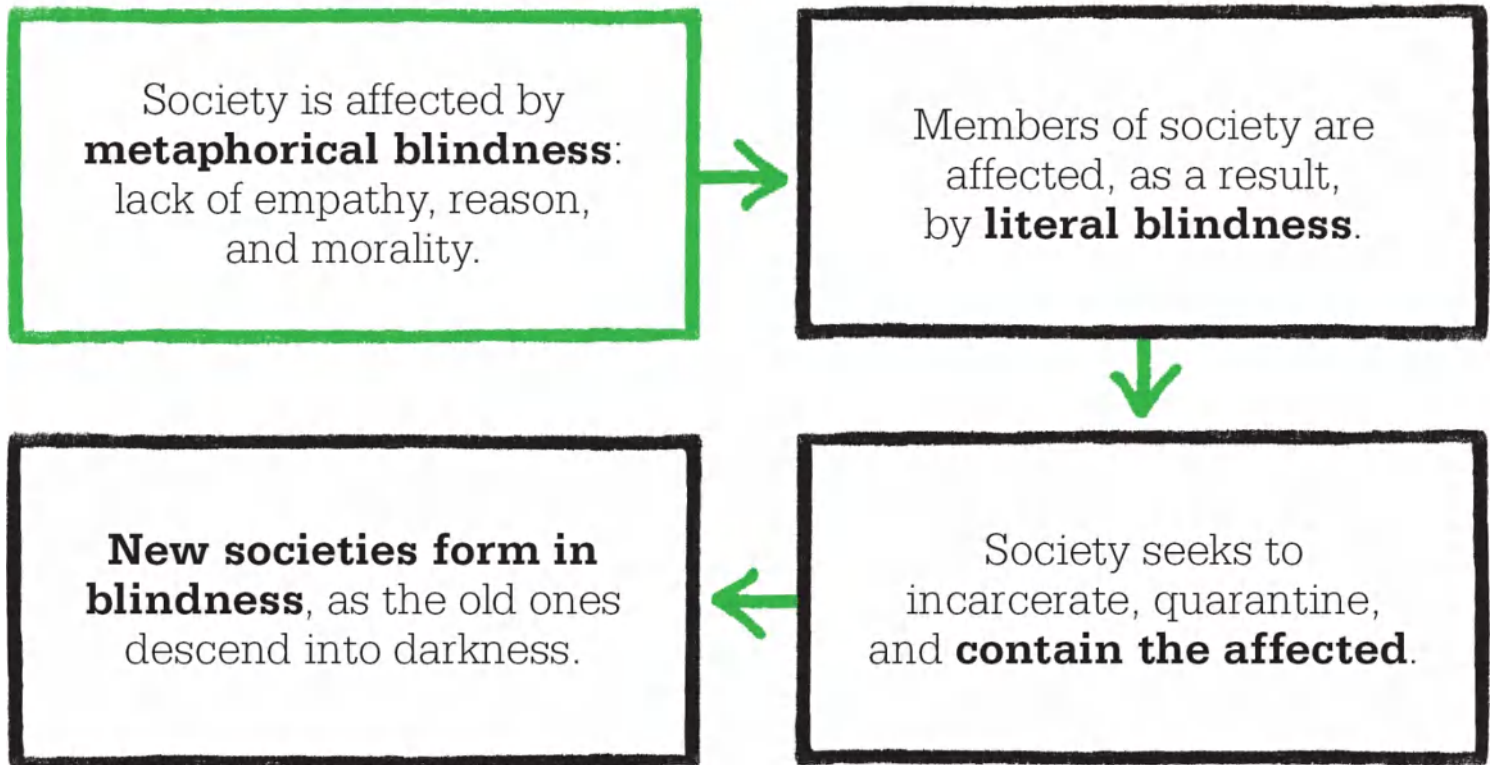 Society is affected by
metaphorical blindness:
lack of empathy, reason,
and morality.
Members of society are
affected, as a result,
by literal blindness.
Society seeks to
incarcerate, quarantine,
and contain the affected.
New societies form in
blindness, as the old ones
descend into darkness.